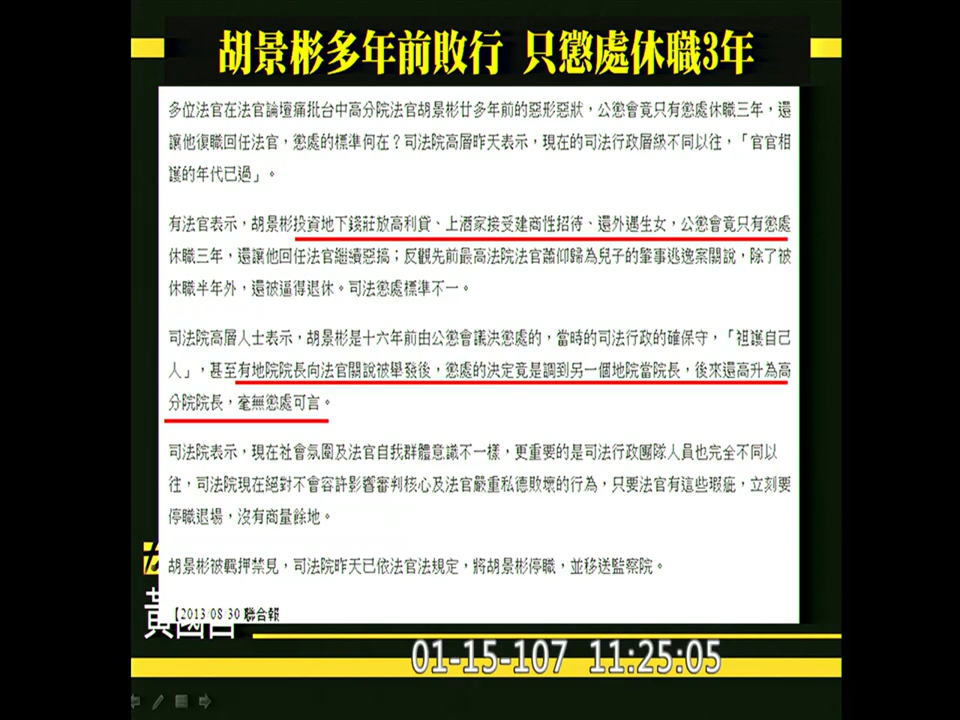 胡景彬多年前敗行 只懲處休職3年
多位法官在法官論壇痛批台中高分院法官胡景彬廿多年前的惡形惡狀，公懲會竟只有懲處休職三年，還
讓他復職回任法官，懲處的標準何在？司法院高層昨天表示，現在的司法行政層級不同以往，「官官相
護的年代已過」。
有法官表示，胡景彬投資地下錢莊放高利貸、上酒家接受建商性招待、還外遇生女，公懲會竟只有懲處
休職三年，還讓他回任法官繼續惡搞；反觀先前最高法院法官蕭仰歸為兒子的肇事逃逸案關說，除了被
休職半年外，還被逼得退休。司法懲處標準不一。
司法院高層人士表示，胡景彬是十六年前由公懲會議決懲處的，當時的司法行政的確保守，「袒護自己
人」，甚至有地院院長向法官關說被舉發後，懲處的決定竟是調到另一個地院當院長，後來還高升為高
分院院長，毫無懲處可言。
司法院表示，現在社會氛圍及法官自我群體意識不一樣，更重要的是司法行政團隊人員也完全不同以
往，司法院現在絕對不會容許影響審判核心及法官嚴重私德敗壞的行為，只要法官有這些瑕疵，立刻要
停職退場，沒有商量餘地。
胡景彬被羈押禁見，司法院昨天已依法官法規定，將胡景彬停職，並移送監察院。
【2013/08/30 聯合報
黃國昌
01-15-107 11:25:05